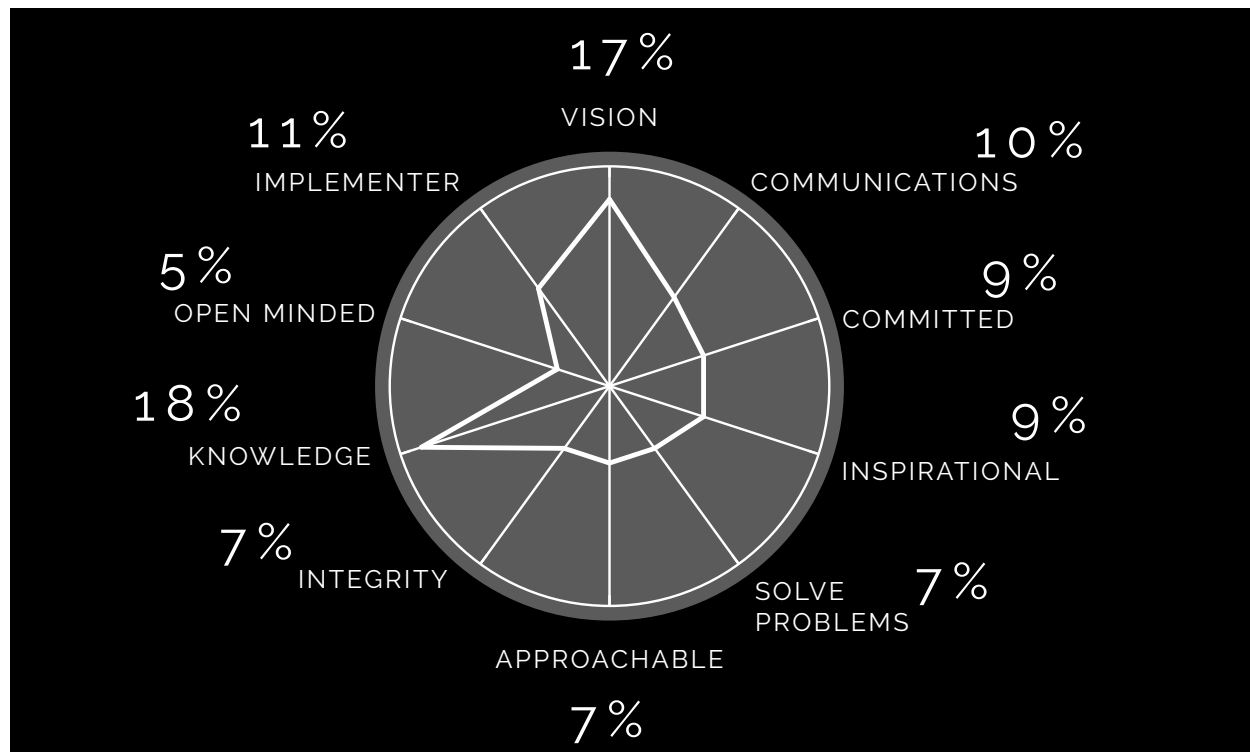 17%
VISION
10%
COMMUNICATIONS
9%
COMMITTED
9%
INSPIRATIONAL
7%
SOLVE
PROBLEMS
APPROACHABLE
7%
7%
INTEGRITY
18%
KNOWLEDGE
5%
OPEN MINDED
11%
IMPLEMENTER